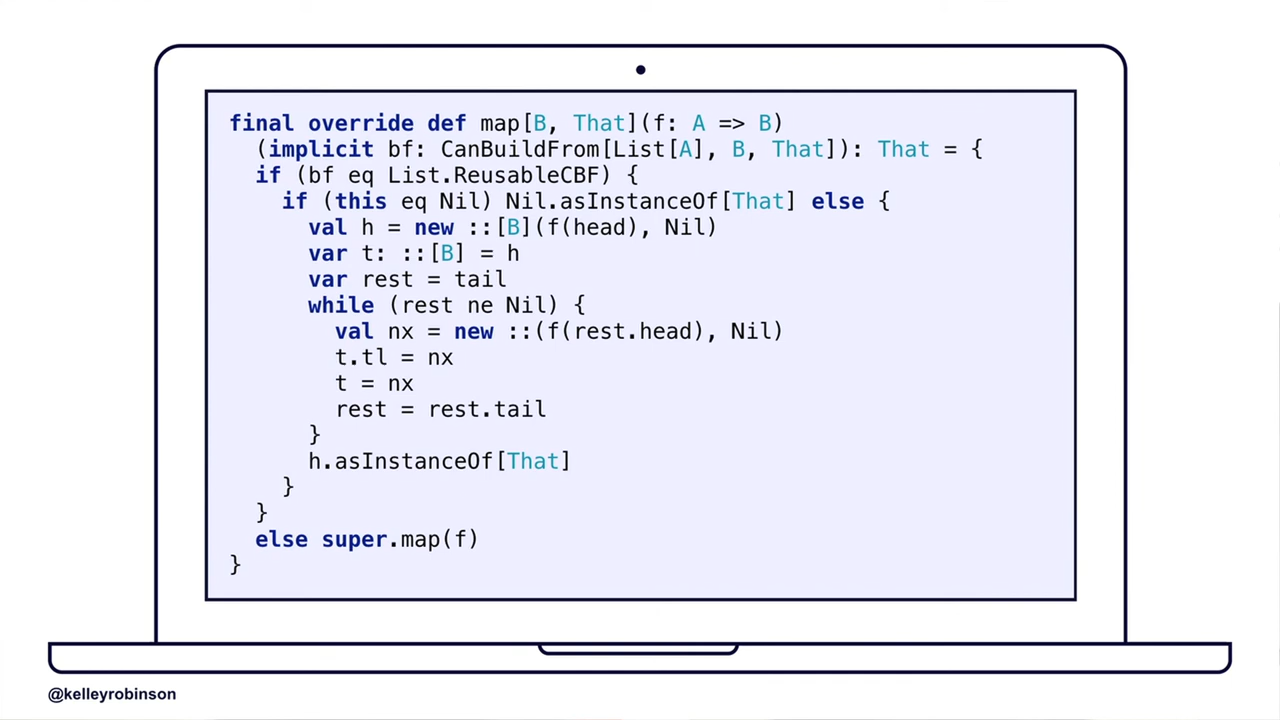 final override def map[B, That](f: A => B)
  (implicit bf: CanBuildFrom[List[A], B, That]): That = {
  if (bf eq List.ReusableCBF) {
    if (this eq Nil) Nil.asInstanceOf[That] else {
      val h = new ::[B](f(head), Nil)
      var t: ::[B] = h
      var rest = tail
      while (rest ne Nil) {
        val nx = new ::(f(rest.head), Nil)
        t.tl = nx
        t = nx
        rest = rest.tail
      }
      h.asInstanceOf[That]
    }
  }
  else super.map(f)
}
@kelleyrobinson